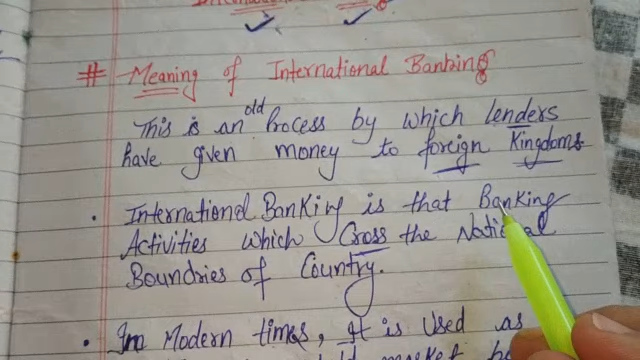 # Meaning of International Banking
This is an old Process by which lenders
have given money to foreign Kingdoms
• International Banking is that Banking
Activities which Cross the National
Boundries of Country.
• In Modern times, It is Used as
market